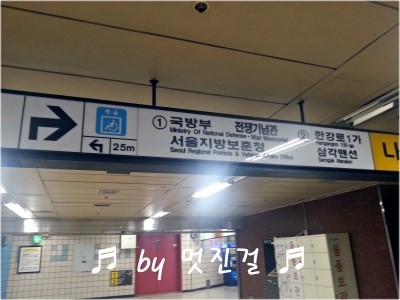 25m
① 국방부 전쟁기념관
Ministry Of National Defense · War Memorial
서울지방보훈청
Seoul Regional Patriots & Veterans Affairs Office
② 한강로1가
삼각맨션
Samgak Mansion
♬ by 멋진걸 ♬